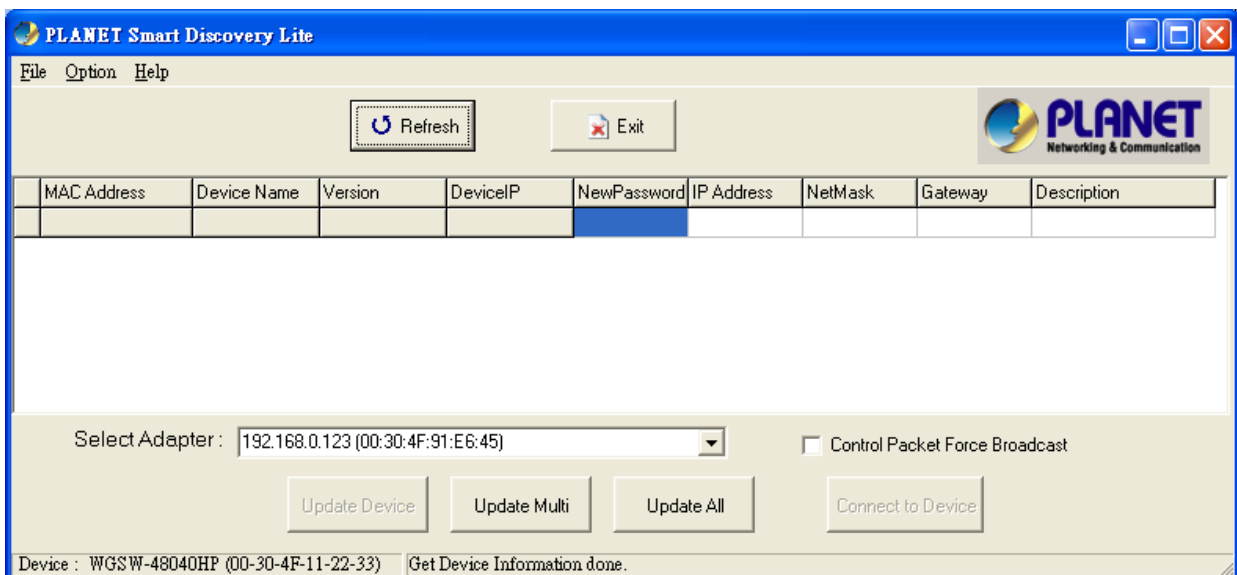 PLANET Smart Discovery Lite
File Option Help
Refresh Exit
PLANET
Networking & Communication
MAC Address Device Name Version DeviceIP NewPassword IP Address NetMask Gateway Description
Select Adapter : 192.168.0.123 (00:30:4F:91:E6:45) Control Packet Force Broadcast
Update Device Update Multi Update All Connect to Device
Device : WGSW-48040HP (00-30-4F-11-22-33) Get Device Information done.